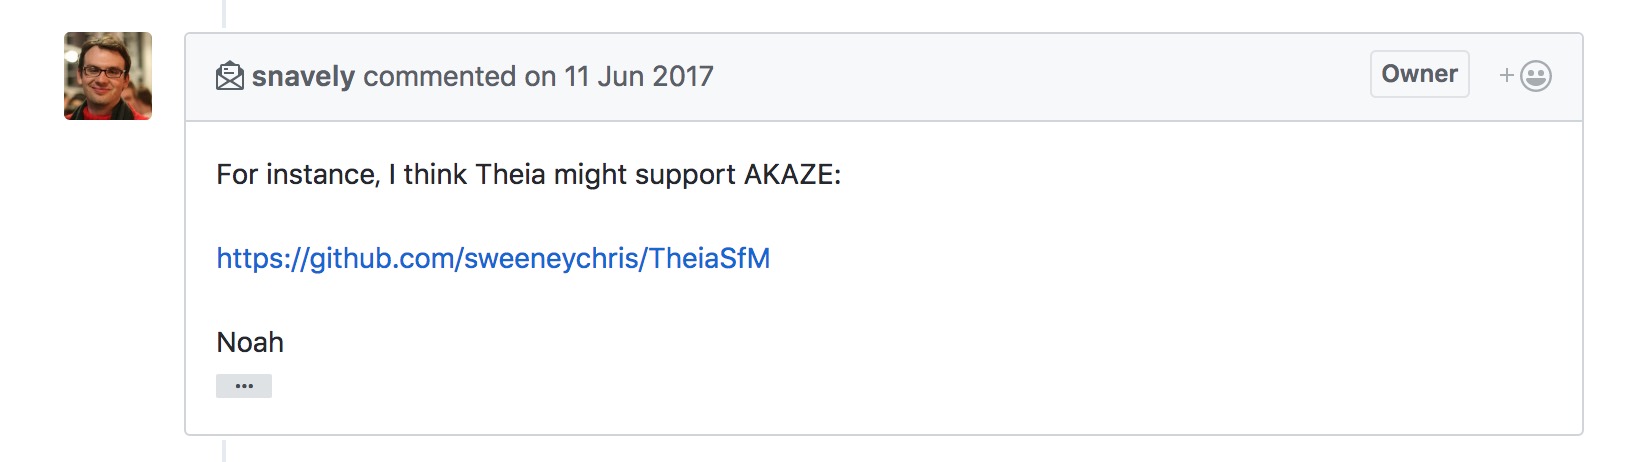 snavely commented on 11 Jun 2017 Owner
For instance, I think Theia might support AKAZE:
https://github.com/sweeneychris/TheiaSfM
Noah